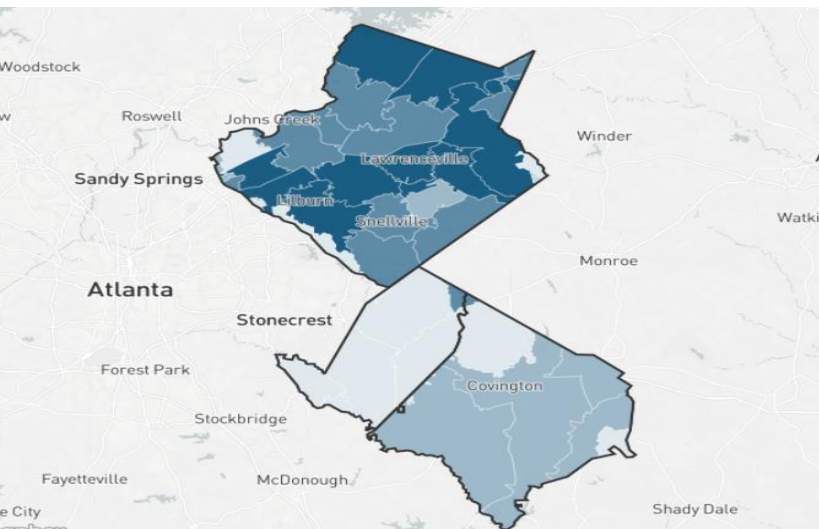 Woodstock
Roswell
Johns Creek
Winder
Lawrenceville
Sandy Springs
Lilburn
Snellville
Watki
Monroe
Atlanta
Stonecrest
Forest Park
Covington
Stockbridge
Fayetteville
McDonough
e City
Shady Dale